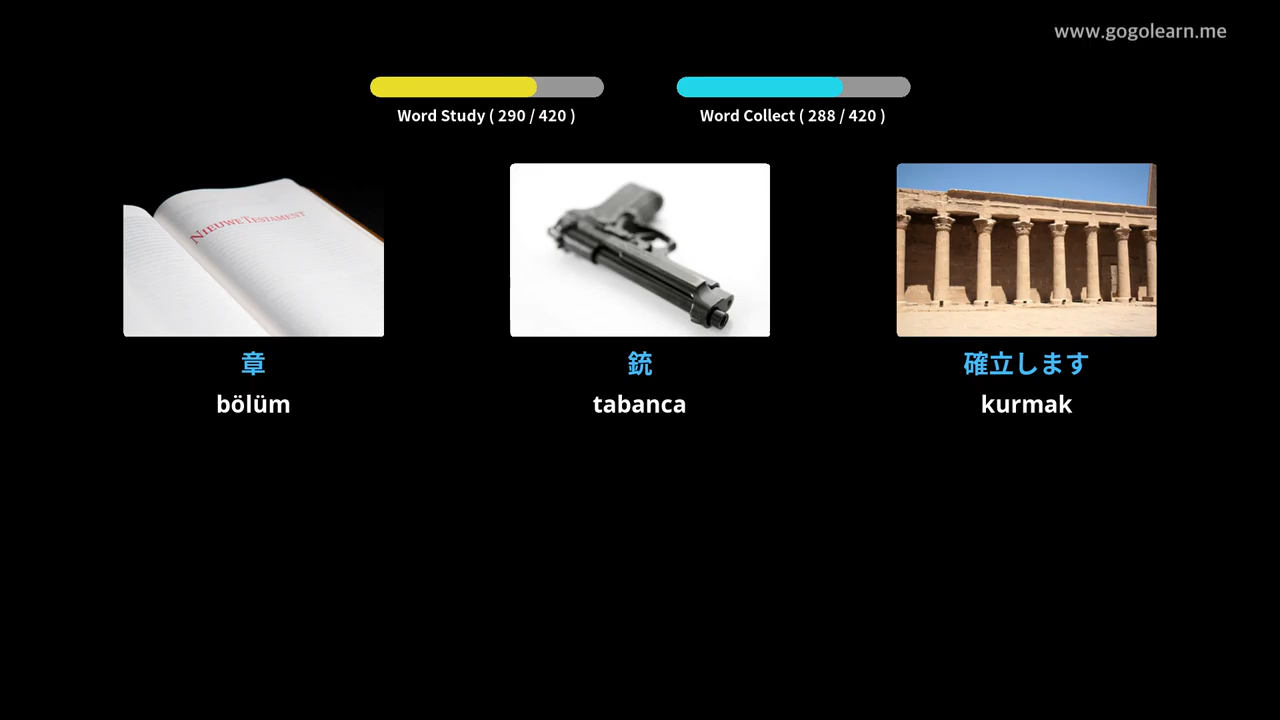 www.gogolearn.me
Word Study ( 290 / 420 )
Word Collect ( 288 / 420 )
NIEUWE TESTAMENT
章
銃
確立します
bölüm
tabanca
kurmak